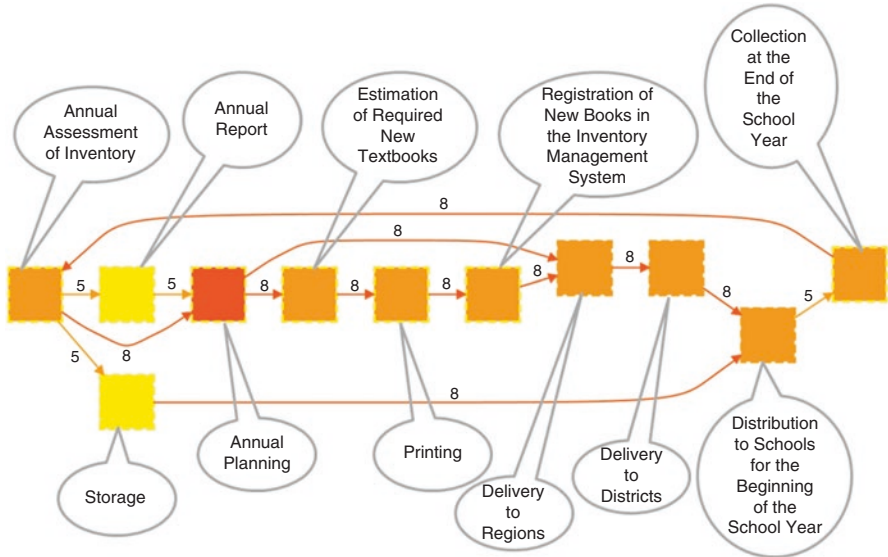 Collection
at the
End of
the
School
Year
Annual
Assessment
of Inventory
Annual
Report
Estimation
of Required
New
Textbooks
Registration of
New Books in
the Inventory
Management
System
8
8
5
5
8
8
8
8
8
8
5
5
8
8
Storage
Annual
Planning
Printing
Delivery
to
Regions
Delivery
to
Districts
Distribution
to Schools
for the
Beginning
of the
School Year